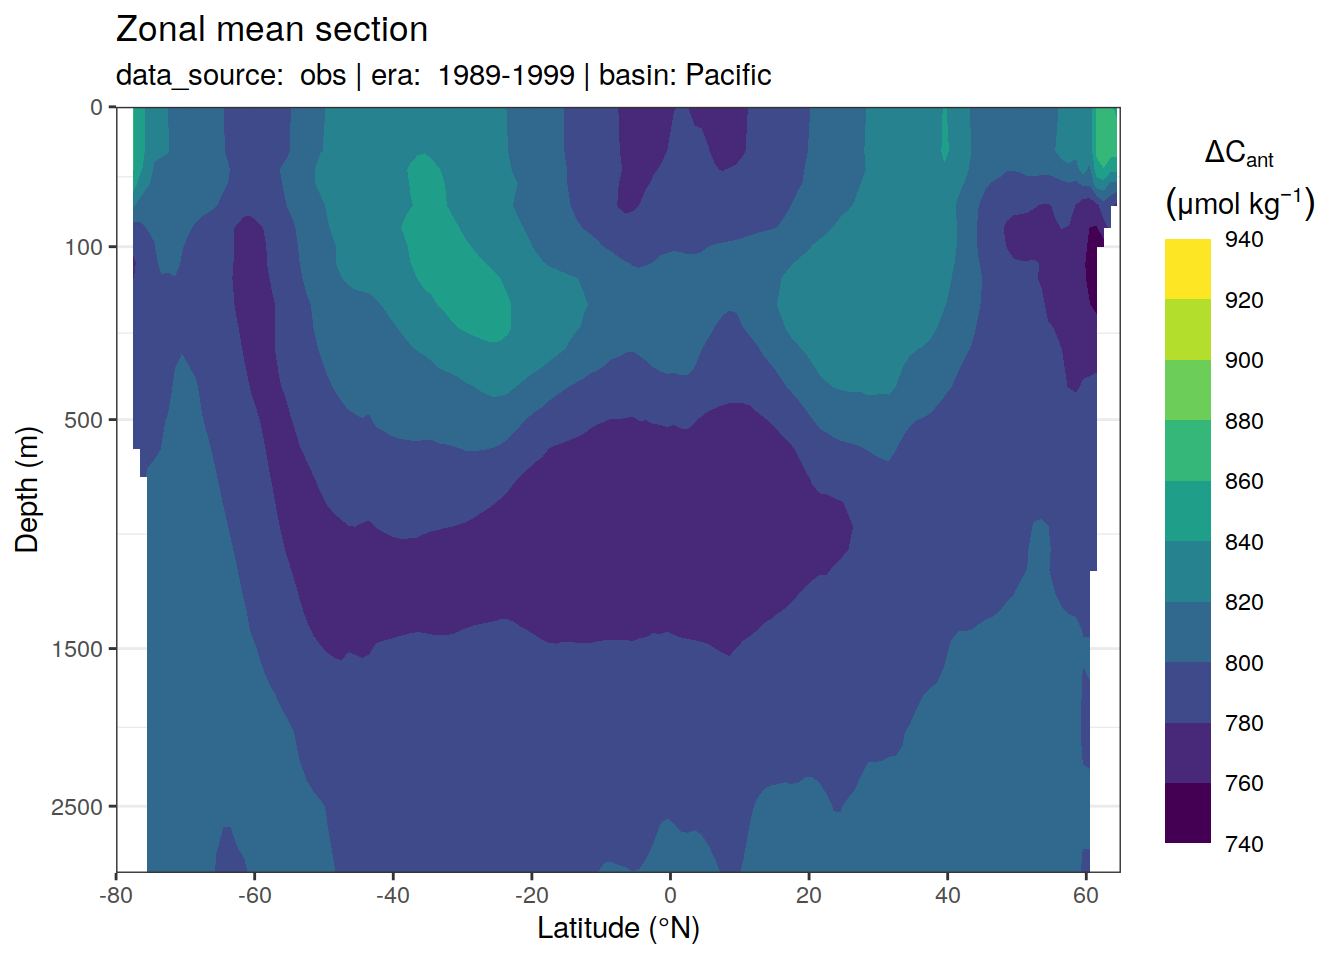 Zonal mean section
data_source:  obs | era:  1989-1999 | basin: Pacific
ΔCant
(μmol kg⁻¹)
940
920
900
880
860
840
820
800
780
760
740
Depth (m)
0
100
500
1500
2500
-80 -60 -40 -20 0 20 40 60
Latitude (°N)